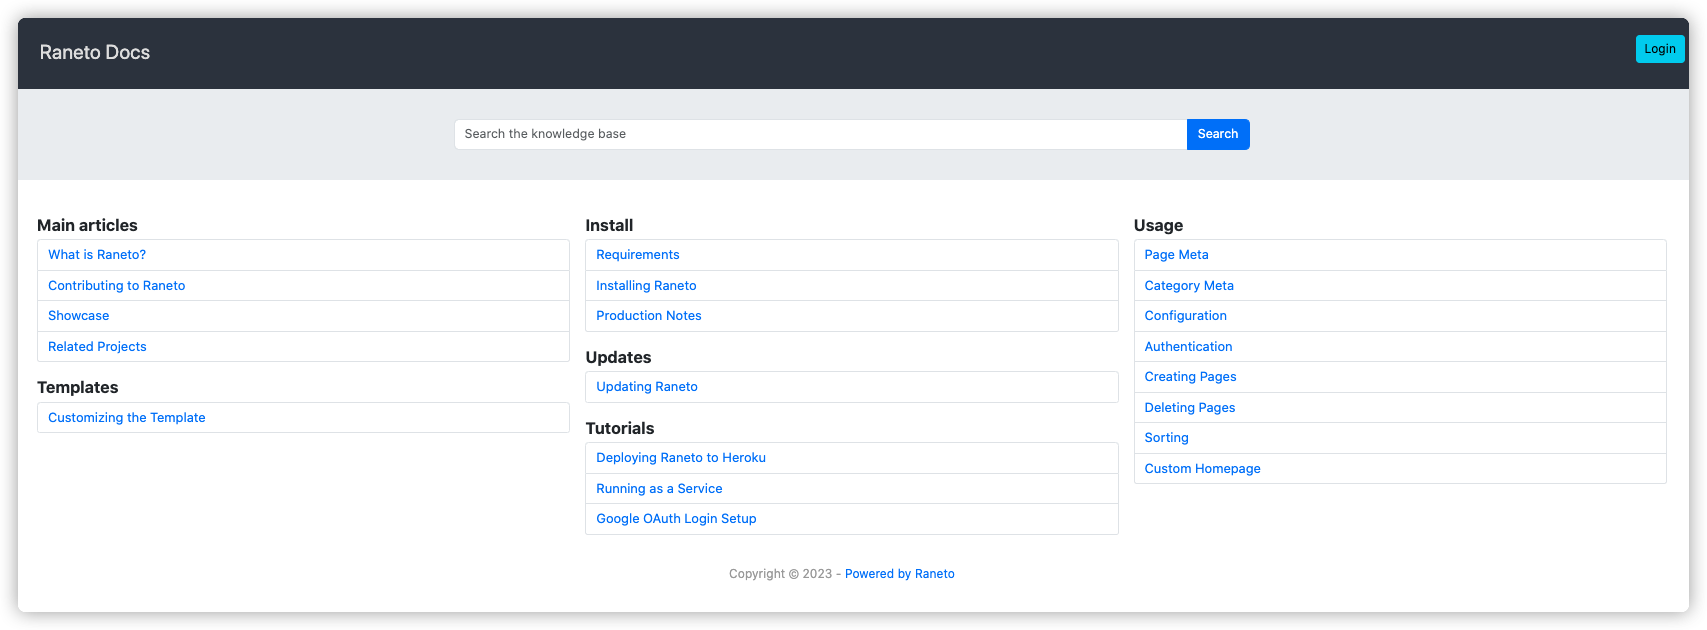 Raneto Docs
Login
Search the knowledge base
Search
Main articles
What is Raneto?
Contributing to Raneto
Showcase
Related Projects
Templates
Customizing the Template
Install
Requirements
Installing Raneto
Production Notes
Updates
Updating Raneto
Tutorials
Deploying Raneto to Heroku
Running as a Service
Google OAuth Login Setup
Usage
Page Meta
Category Meta
Configuration
Authentication
Creating Pages
Deleting Pages
Sorting
Custom Homepage
Copyright © 2023 - Powered by Raneto